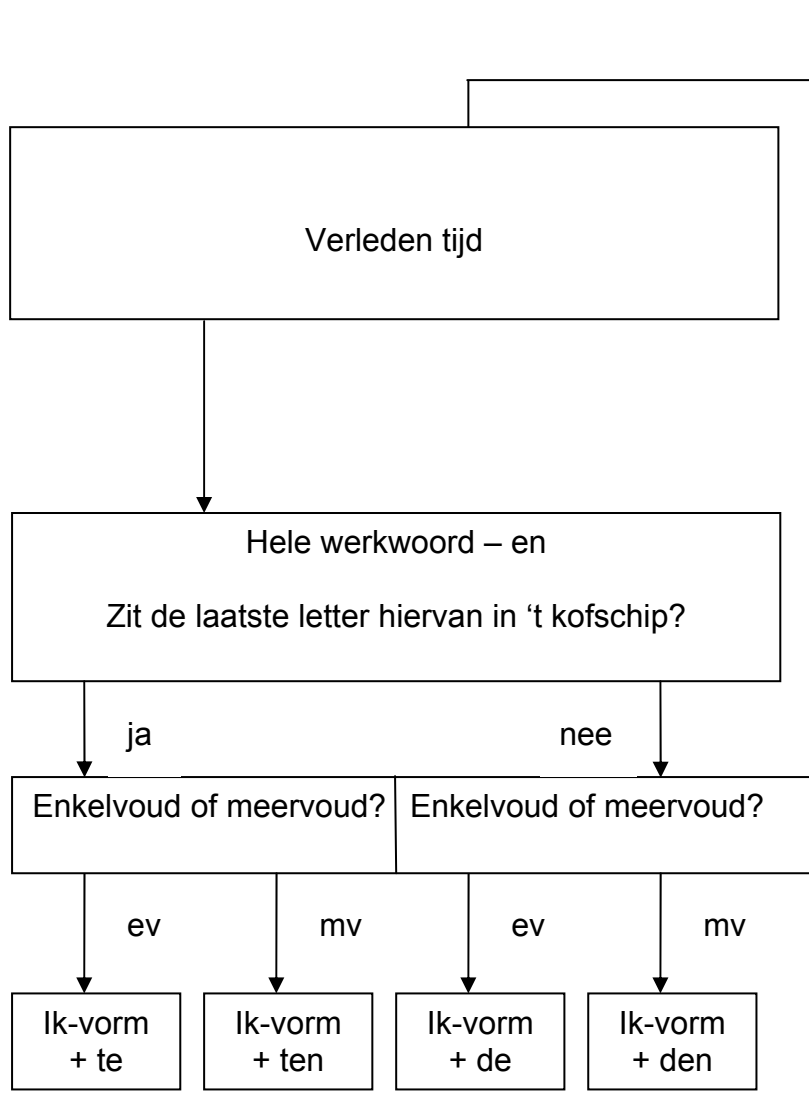 Verleden tijd
Hele werkwoord – en
Zit de laatste letter hiervan in ‘t kofschip?
ja
nee
Enkelvoud of meervoud?
Enkelvoud of meervoud?
ev
mv
ev
mv
Ik-vorm
+ te
Ik-vorm
+ ten
Ik-vorm
+ de
Ik-vorm
+ den